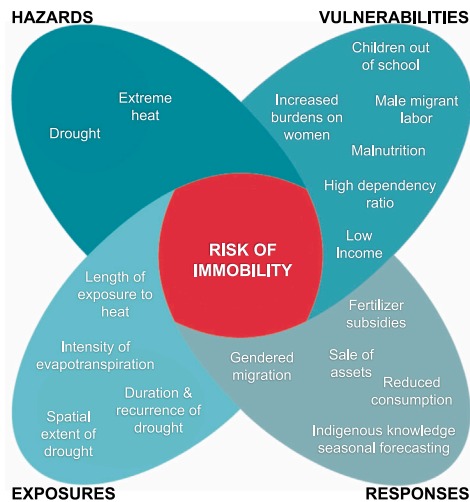 HAZARDS
VULNERABILITIES
Extreme
heat
Drought
Children out
of school
Increased
burdens on
women
Male migrant
labor
Malnutrition
High dependency
ratio
Low
Income
RISK OF
IMMOBILITY
Length of
exposure to
heat
Intensity of
evapotranspiration
Duration &
recurrence of
drought
Spatial
extent of
drought
Fertilizer
subsidies
Gendered
migration
Sale of
assets
Reduced
consumption
Indigenous knowledge
seasonal forecasting
EXPOSURES
RESPONSES